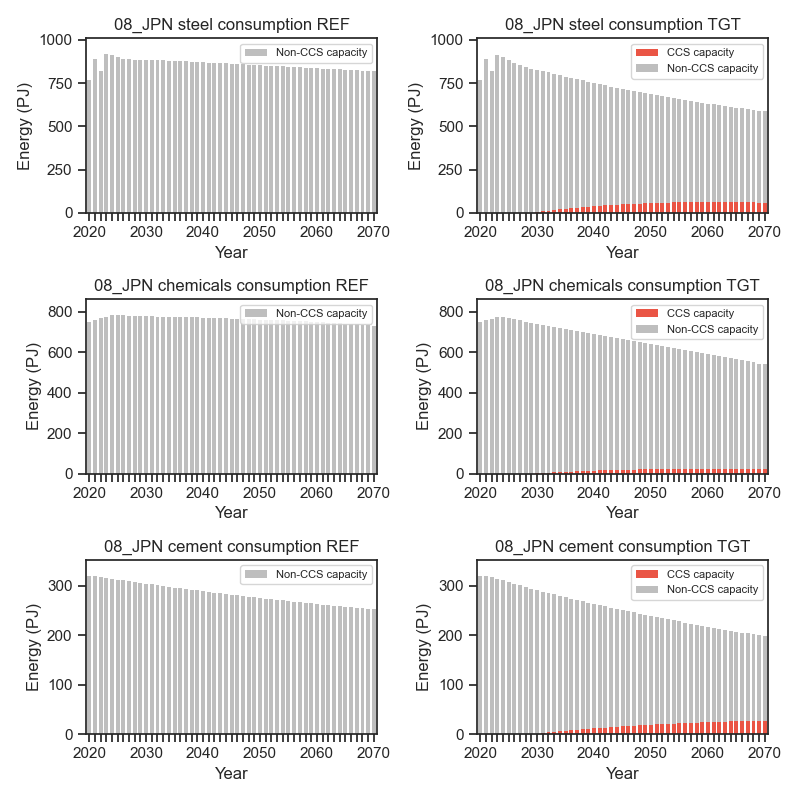 08_JPN steel consumption REF
1000
750
500
250
0
Energy (PJ)
Non-CCS capacity
2020 2030 2040 2050 2060 2070
Year
08_JPN steel consumption TGT
1000
750
500
250
0
Energy (PJ)
CCS capacity
Non-CCS capacity
2020 2030 2040 2050 2060 2070
Year
08_JPN chemicals consumption REF
800
600
400
200
0
Energy (PJ)
Non-CCS capacity
2020 2030 2040 2050 2060 2070
Year
08_JPN chemicals consumption TGT
800
600
400
200
0
Energy (PJ)
CCS capacity
Non-CCS capacity
2020 2030 2040 2050 2060 2070
Year
08_JPN cement consumption REF
300
200
100
0
Energy (PJ)
Non-CCS capacity
2020 2030 2040 2050 2060 2070
Year
08_JPN cement consumption TGT
300
200
100
0
Energy (PJ)
CCS capacity
Non-CCS capacity
2020 2030 2040 2050 2060 2070
Year